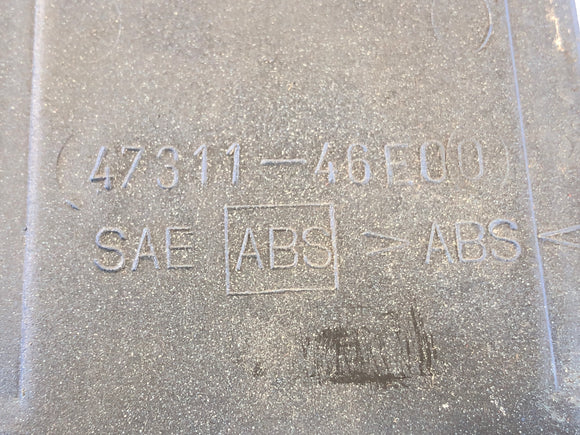 (47311-46E00)
SAE ABS > ABS <